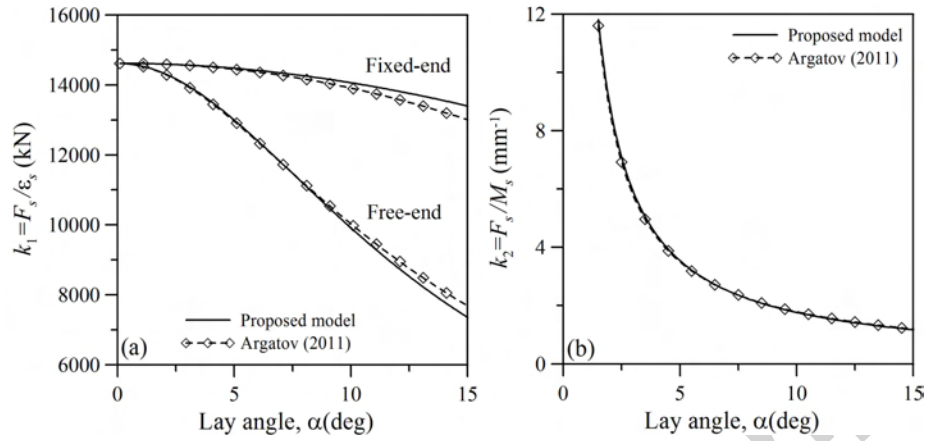 16000
14000
12000
10000
8000
6000
k₁=Fₛ/εₛ (kN)
Fixed-end
Free-end
Proposed model
Argatov (2011)
(a)
0
5
10
15
Lay angle, α(deg)
12
8
4
0
k₂=Fₛ/Mₛ (mm⁻¹)
Proposed model
Argatov (2011)
(b)
0
5
10
15
Lay angle, α(deg)